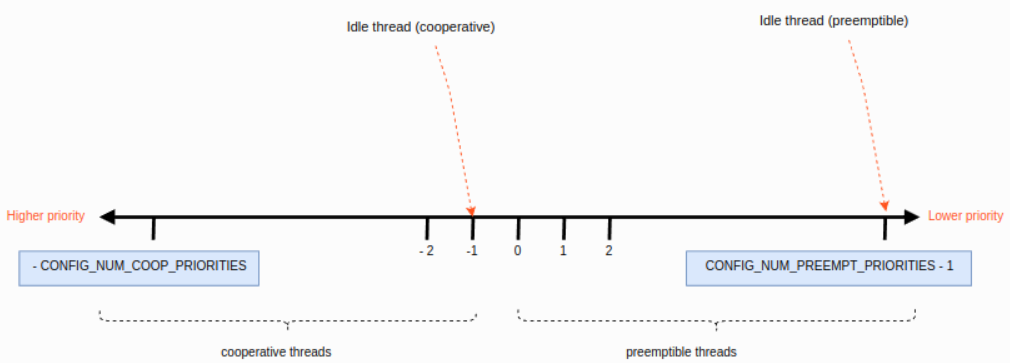 Idle thread (cooperative)
Idle thread (preemptible)
Higher priority
Lower priority
- 2
-1
0
1
2
- CONFIG_NUM_COOP_PRIORITIES
CONFIG_NUM_PREEMPT_PRIORITIES - 1
cooperative threads
preemptible threads